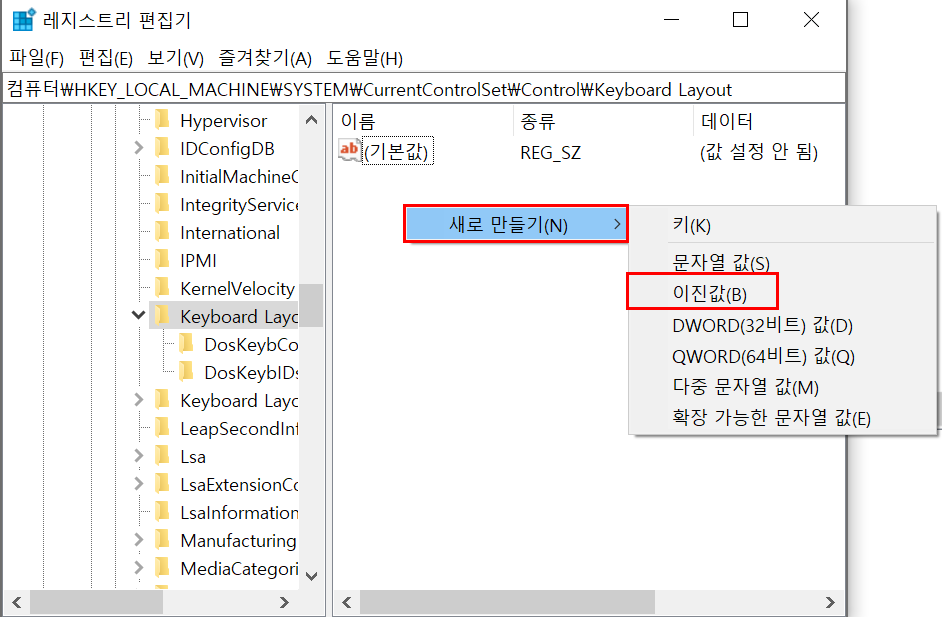 레지스트리 편집기
파일(F) 편집(E) 보기(V) 즐겨찾기(A) 도움말(H)
컴퓨터₩HKEY_LOCAL_MACHINE₩SYSTEM₩CurrentControlSet₩Control₩Keyboard Layout
Hypervisor
IDConfigDB
InitialMachineC
IntegrityService
International
IPMI
KernelVelocity
Keyboard Layo
DosKeybCo
DosKeybIDs
Keyboard Layo
LeapSecondInf
Lsa
LsaExtensionCo
LsaInformation
Manufacturing
MediaCategori
이름 종류 데이터
ab (기본값) REG_SZ (값 설정 안 됨)
새로 만들기(N)
키(K)
문자열 값(S)
이진값(B)
DWORD(32비트) 값(D)
QWORD(64비트) 값(Q)
다중 문자열 값(M)
확장 가능한 문자열 값(E)